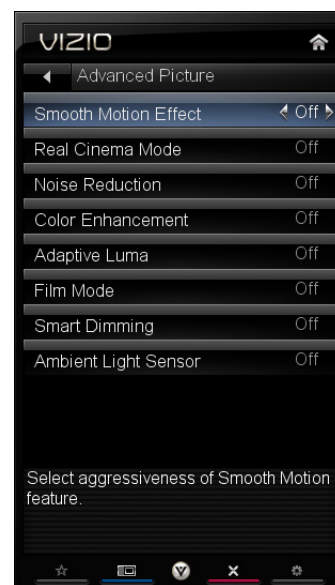 VIZIO
Advanced Picture
Smooth Motion Effect Off
Real Cinema Mode Off
Noise Reduction Off
Color Enhancement Off
Adaptive Luma Off
Film Mode Off
Smart Dimming Off
Ambient Light Sensor Off
Select aggressiveness of Smooth Motion
feature.
V